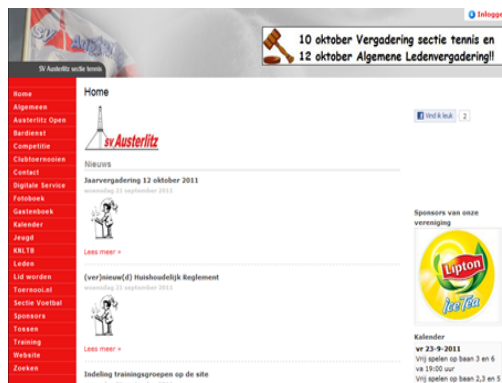 Inlogge
SV Austerlitz
10 oktober Vergadering sectie tennis en
12 oktober Algemene Ledenvergadering!!
SV Austerlitz sectie tennis
Home
Algemeen
Austerlitz Open
Bardienst
Competitie
Clubtoernooien
Contact
Digitale Service
Fotoboek
Gastenboek
Kalender
Jeugd
KNLTB
Leden
Lid worden
Toernooi.nl
Sectie Voetbal
Sponsors
Tossen
Training
Website
Zoeken
Home
SV Austerlitz
Nieuws
Jaarvergadering 12 oktober 2011
woensdag 21 september 2011
Lees meer »
(ver)nieuw(d) Huishoudelijk Reglement
woensdag 21 september 2011
Lees meer »
Indeling trainingsgroepen op de site
Vind ik leuk 2
Sponsors van onze
vereniging
Lipton
Ice Tea
Kalender
vr 23-9-2011
Vrij spelen op baan 3 en 6
va 19:00 uur
Vrij spelen op baan 2,3 en 5